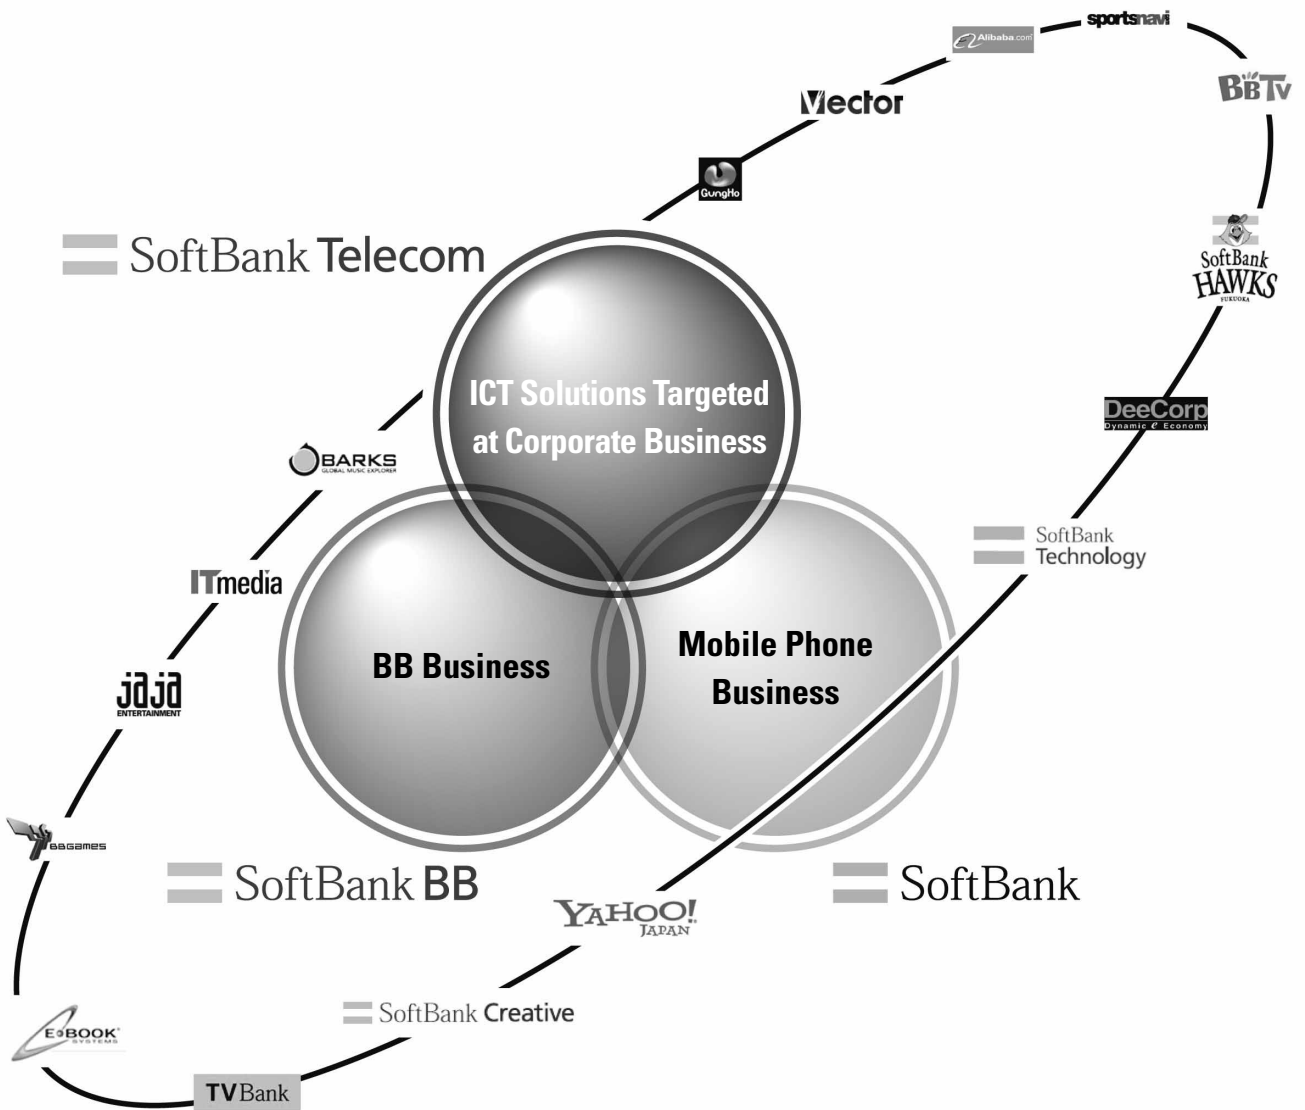 sportsnavi
Alibaba.com
BBTV
Vector
GungHo
SoftBank Telecom
SoftBank
HAWKS
FUKUOKA
ICT Solutions Targeted
at Corporate Business
DeeCorp
Dynamic e Economy
BARKS
GLOBAL MUSIC EXPLORER
SoftBank
Technology
ITmedia
BB Business
Mobile Phone
Business
jaja
ENTERTAINMENT
BBGAMES
SoftBank BB
SoftBank
YAHOO!
JAPAN
SoftBank Creative
E-BOOK
SYSTEMS
TVBank